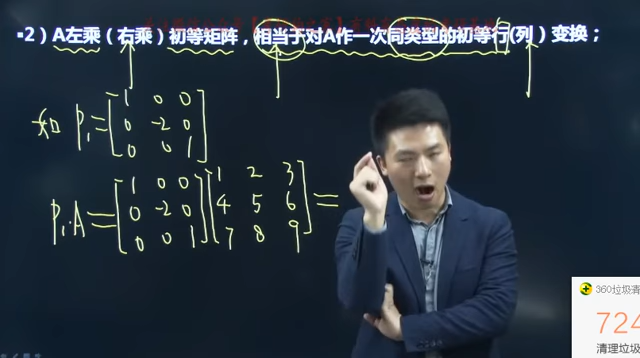 ▪2）A左乘（右乘）初等矩阵，相当于对A作一次同类型的初等行(列）变换；
如 P₁=[1 0 0
0 -2 0
0 0 1]
P₁A=[1 0 0][1 2 3]=
0 -2 0 4 5 6
0 0 1 7 8 9
360垃圾清
724
清理垃圾